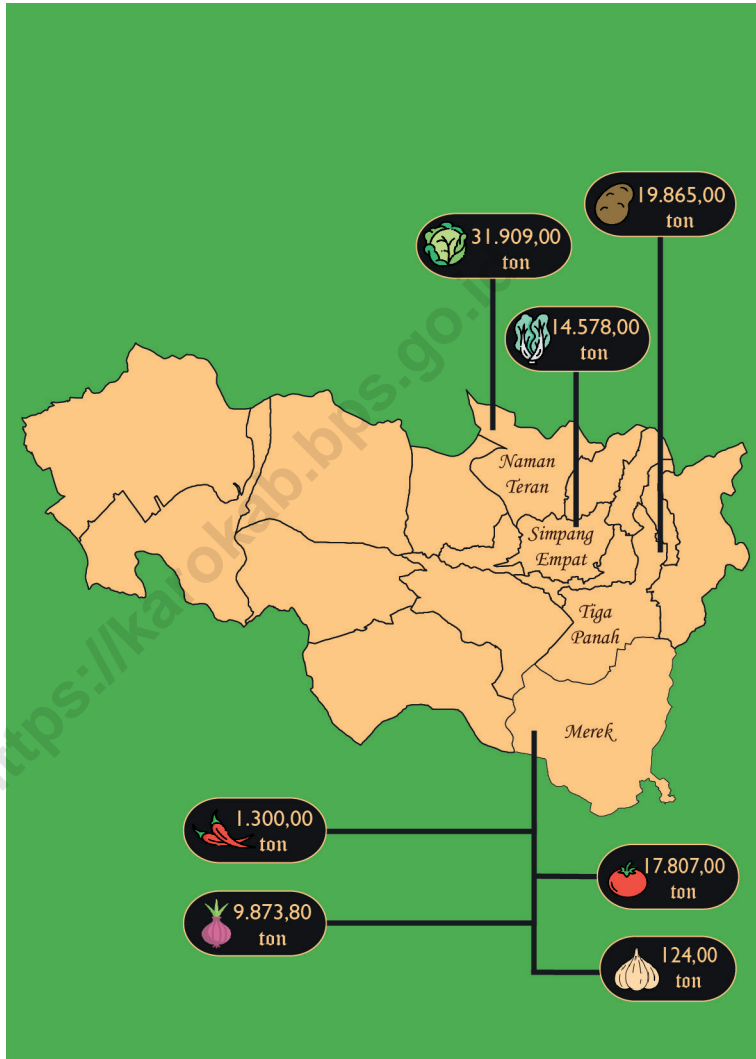 19.865,00
ton
31.909,00
ton
14.578,00
ton
Naman
Teran
Simpang
Empat
Tiga
Panah
Merek
1.300,00
ton
17.807,00
ton
9.873,80
ton
124,00
ton
https://karokab.bps.go.id